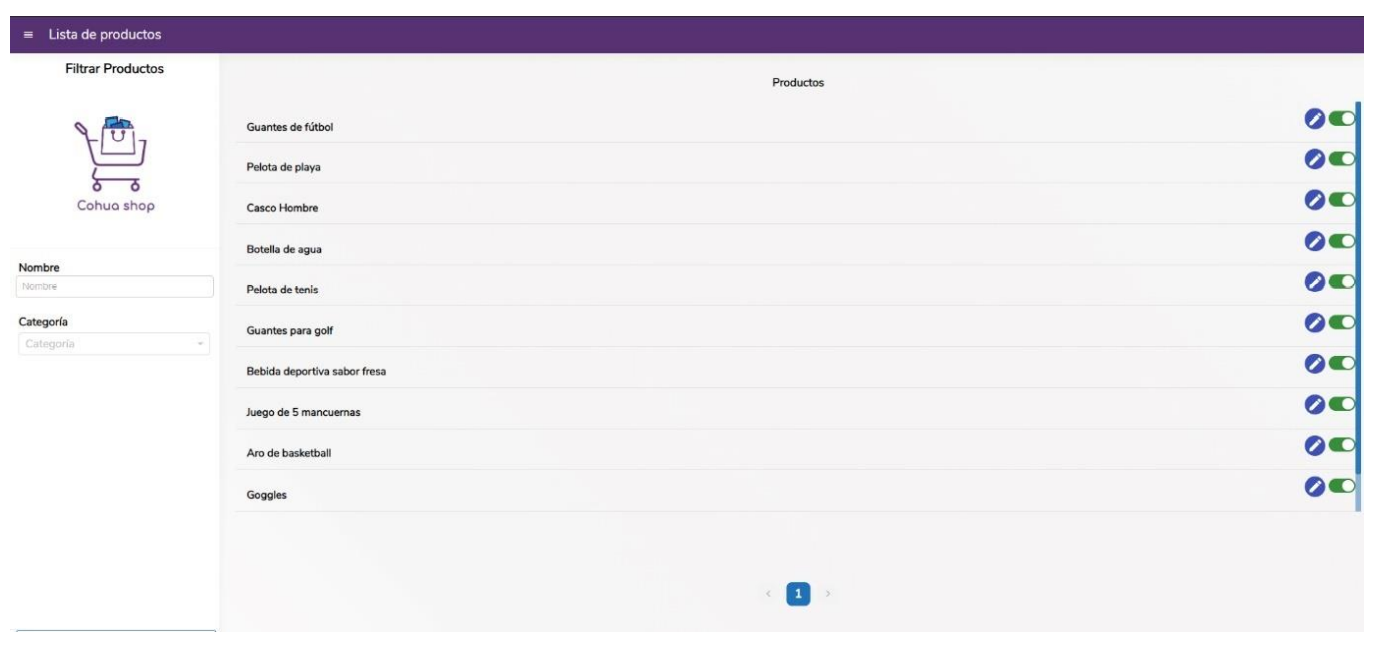 Lista de productos
Filtrar Productos
Cohua shop
Nombre
Nombre
Categoría
Categoría
Productos
Guantes de fútbol
Pelota de playa
Casco Hombre
Botella de agua
Pelota de tenis
Guantes para golf
Bebida deportiva sabor fresa
Juego de 5 mancuernas
Aro de basketball
Goggles
1